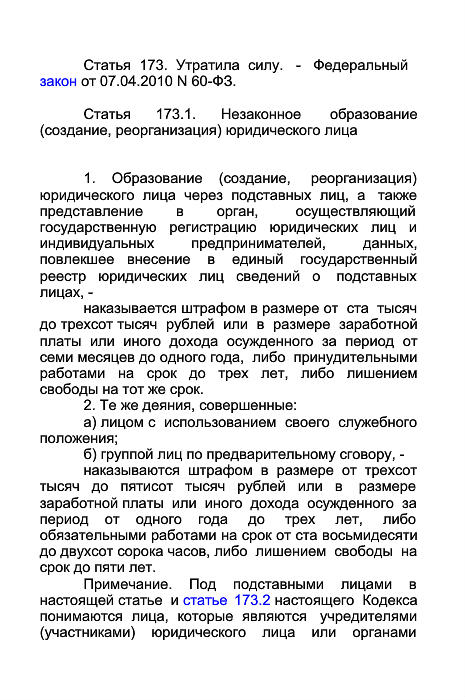 Статья 173. Утратила силу. - Федеральный
закон от 07.04.2010 N 60-ФЗ.
Статья 173.1. Незаконное образование
(создание, реорганизация) юридического лица
1. Образование (создание, реорганизация)
юридического лица через подставных лиц, а также
представление в орган, осуществляющий
государственную регистрацию юридических лиц и
индивидуальных предпринимателей, данных,
повлекшее внесение в единый государственный
реестр юридических лиц сведений о подставных
лицах, -
наказывается штрафом в размере от ста тысяч
до трехсот тысяч рублей или в размере заработной
платы или иного дохода осужденного за период от
семи месяцев до одного года, либо принудительными
работами на срок до трех лет, либо лишением
свободы на тот же срок.
2. Те же деяния, совершенные:
а) лицом с использованием своего служебного
положения;
б) группой лиц по предварительному сговору, -
наказываются штрафом в размере от трехсот
тысяч до пятисот тысяч рублей или в размере
заработной платы или иного дохода осужденного за
период от одного года до трех лет, либо
обязательными работами на срок от ста восьмидесяти
до двухсот сорока часов, либо лишением свободы на
срок до пяти лет.
Примечание. Под подставными лицами в
настоящей статье и статье 173.2 настоящего Кодекса
понимаются лица, которые являются учредителями
(участниками) юридического лица или органами